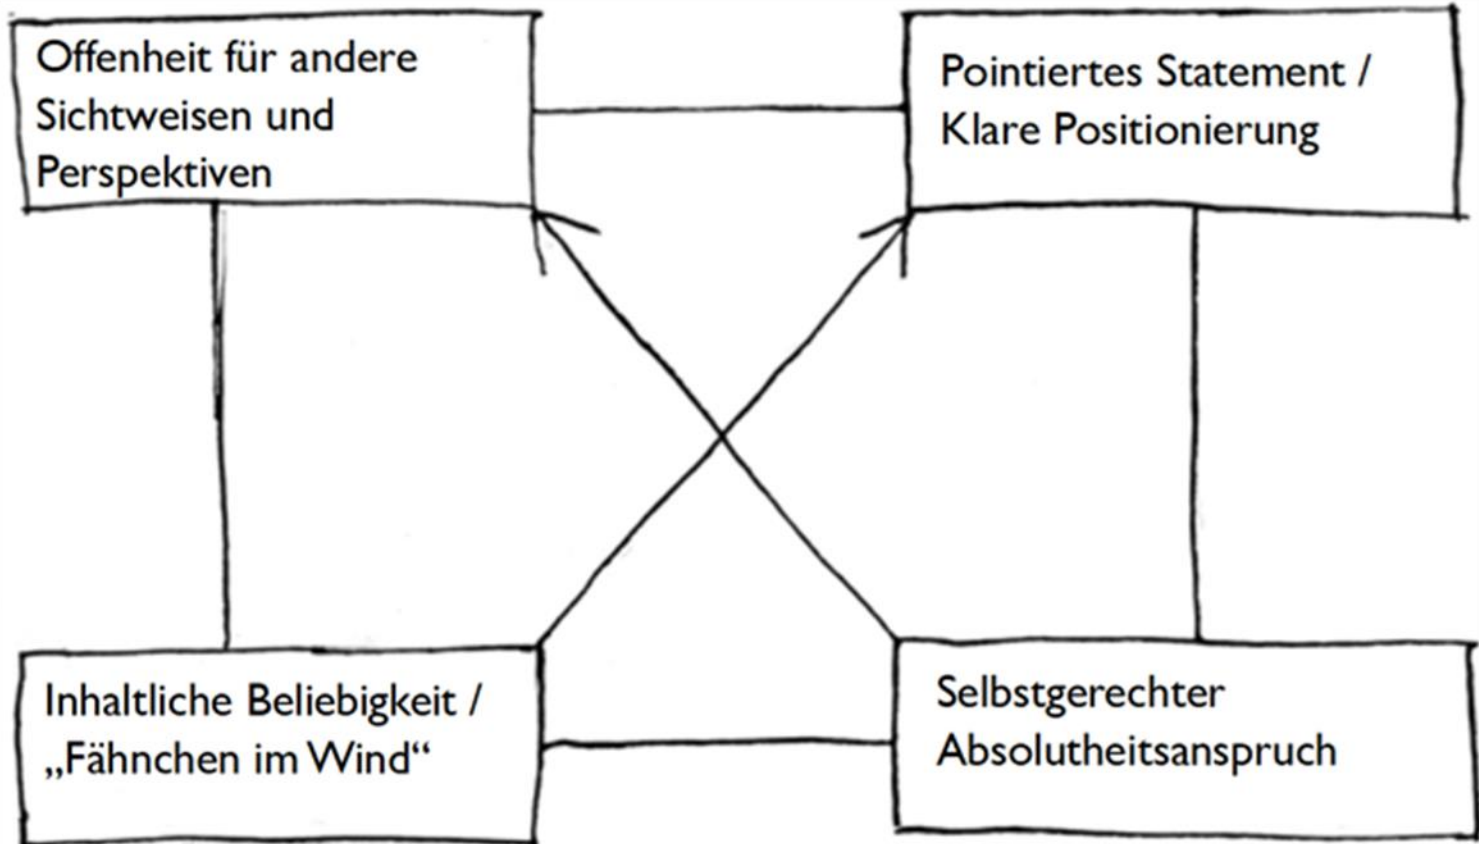 Offenheit für andere
Sichtweisen und
Perspektiven
Pointiertes Statement /
Klare Positionierung
Inhaltliche Beliebigkeit /
„Fähnchen im Wind“
Selbstgerechter
Absolutheitsanspruch